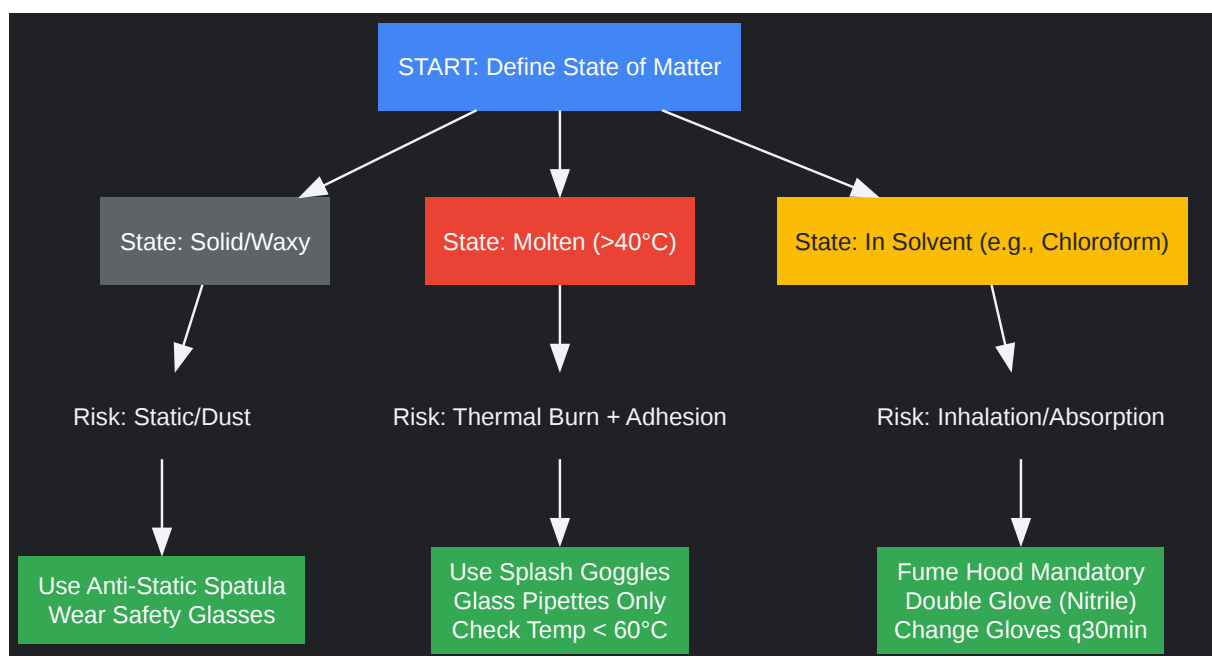 START: Define State of Matter
State: Solid/Waxy
State: Molten (>40°C)
State: In Solvent (e.g., Chloroform)
Risk: Static/Dust
Risk: Thermal Burn + Adhesion
Risk: Inhalation/Absorption
Use Anti-Static Spatula
Wear Safety Glasses
Use Splash Goggles
Glass Pipettes Only
Check Temp < 60°C
Fume Hood Mandatory
Double Glove (Nitrile)
Change Gloves q30min